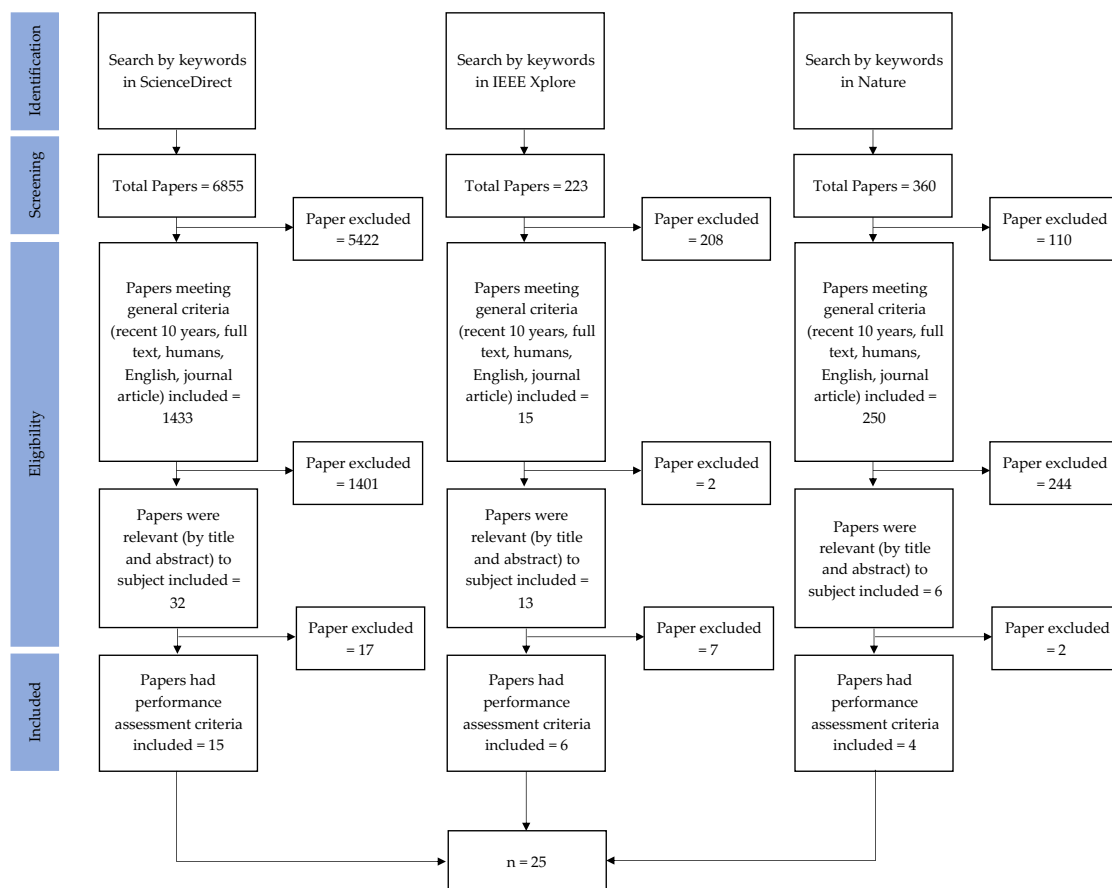 Identification
Search by keywords
in ScienceDirect
Search by keywords
in IEEE Xplore
Search by keywords
in Nature
Screening
Total Papers = 6855
Total Papers = 223
Total Papers = 360
Paper excluded
= 5422
Paper excluded
= 208
Paper excluded
= 110
Eligibility
Papers meeting
general criteria
(recent 10 years, full
text, humans,
English, journal
article) included =
1433
Papers meeting
general criteria
(recent 10 years, full
text, humans,
English, journal
article) included =
15
Papers meeting
general criteria
(recent 10 years, full
text, humans,
English, journal
article) included =
250
Paper excluded
= 1401
Paper excluded
= 2
Paper excluded
= 244
Papers were
relevant (by title
and abstract) to
subject included =
32
Papers were
relevant (by title
and abstract) to
subject included =
13
Papers were
relevant (by title
and abstract) to
subject included = 6
Paper excluded
= 17
Paper excluded
= 7
Paper excluded
= 2
Included
Papers had
performance
assessment criteria
included = 15
Papers had
performance
assessment criteria
included = 6
Papers had
performance
assessment criteria
included = 4
n = 25